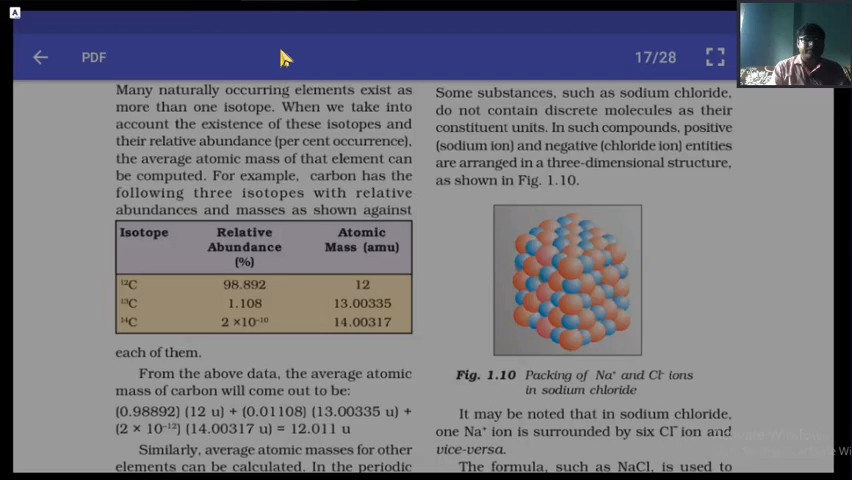 A
PDF
17/28
Many naturally occurring elements exist as
more than one isotope. When we take into
account the existence of these isotopes and
their relative abundance (per cent occurrence),
the average atomic mass of that element can
be computed. For example, carbon has the
following three isotopes with relative
abundances and masses as shown against
Isotope Relative Abundance (%) Atomic Mass (amu)
¹²C 98.892 12
¹³C 1.108 13.00335
¹⁴C 2 ×10⁻¹⁰ 14.00317
each of them.
From the above data, the average atomic
mass of carbon will come out to be:
(0.98892) (12 u) + (0.01108) (13.00335 u) +
(2 × 10⁻¹²) (14.00317 u) = 12.011 u
Similarly, average atomic masses for other
elements can be calculated. In the periodic
Some substances, such as sodium chloride,
do not contain discrete molecules as their
constituent units. In such compounds, positive
(sodium ion) and negative (chloride ion) entities
are arranged in a three-dimensional structure,
as shown in Fig. 1.10.
Fig. 1.10 Packing of Na⁺ and Cl⁻ ions
in sodium chloride
It may be noted that in sodium chloride,
one Na⁺ ion is surrounded by six Cl⁻ ion and
vice-versa.
The formula, such as NaCl, is used to